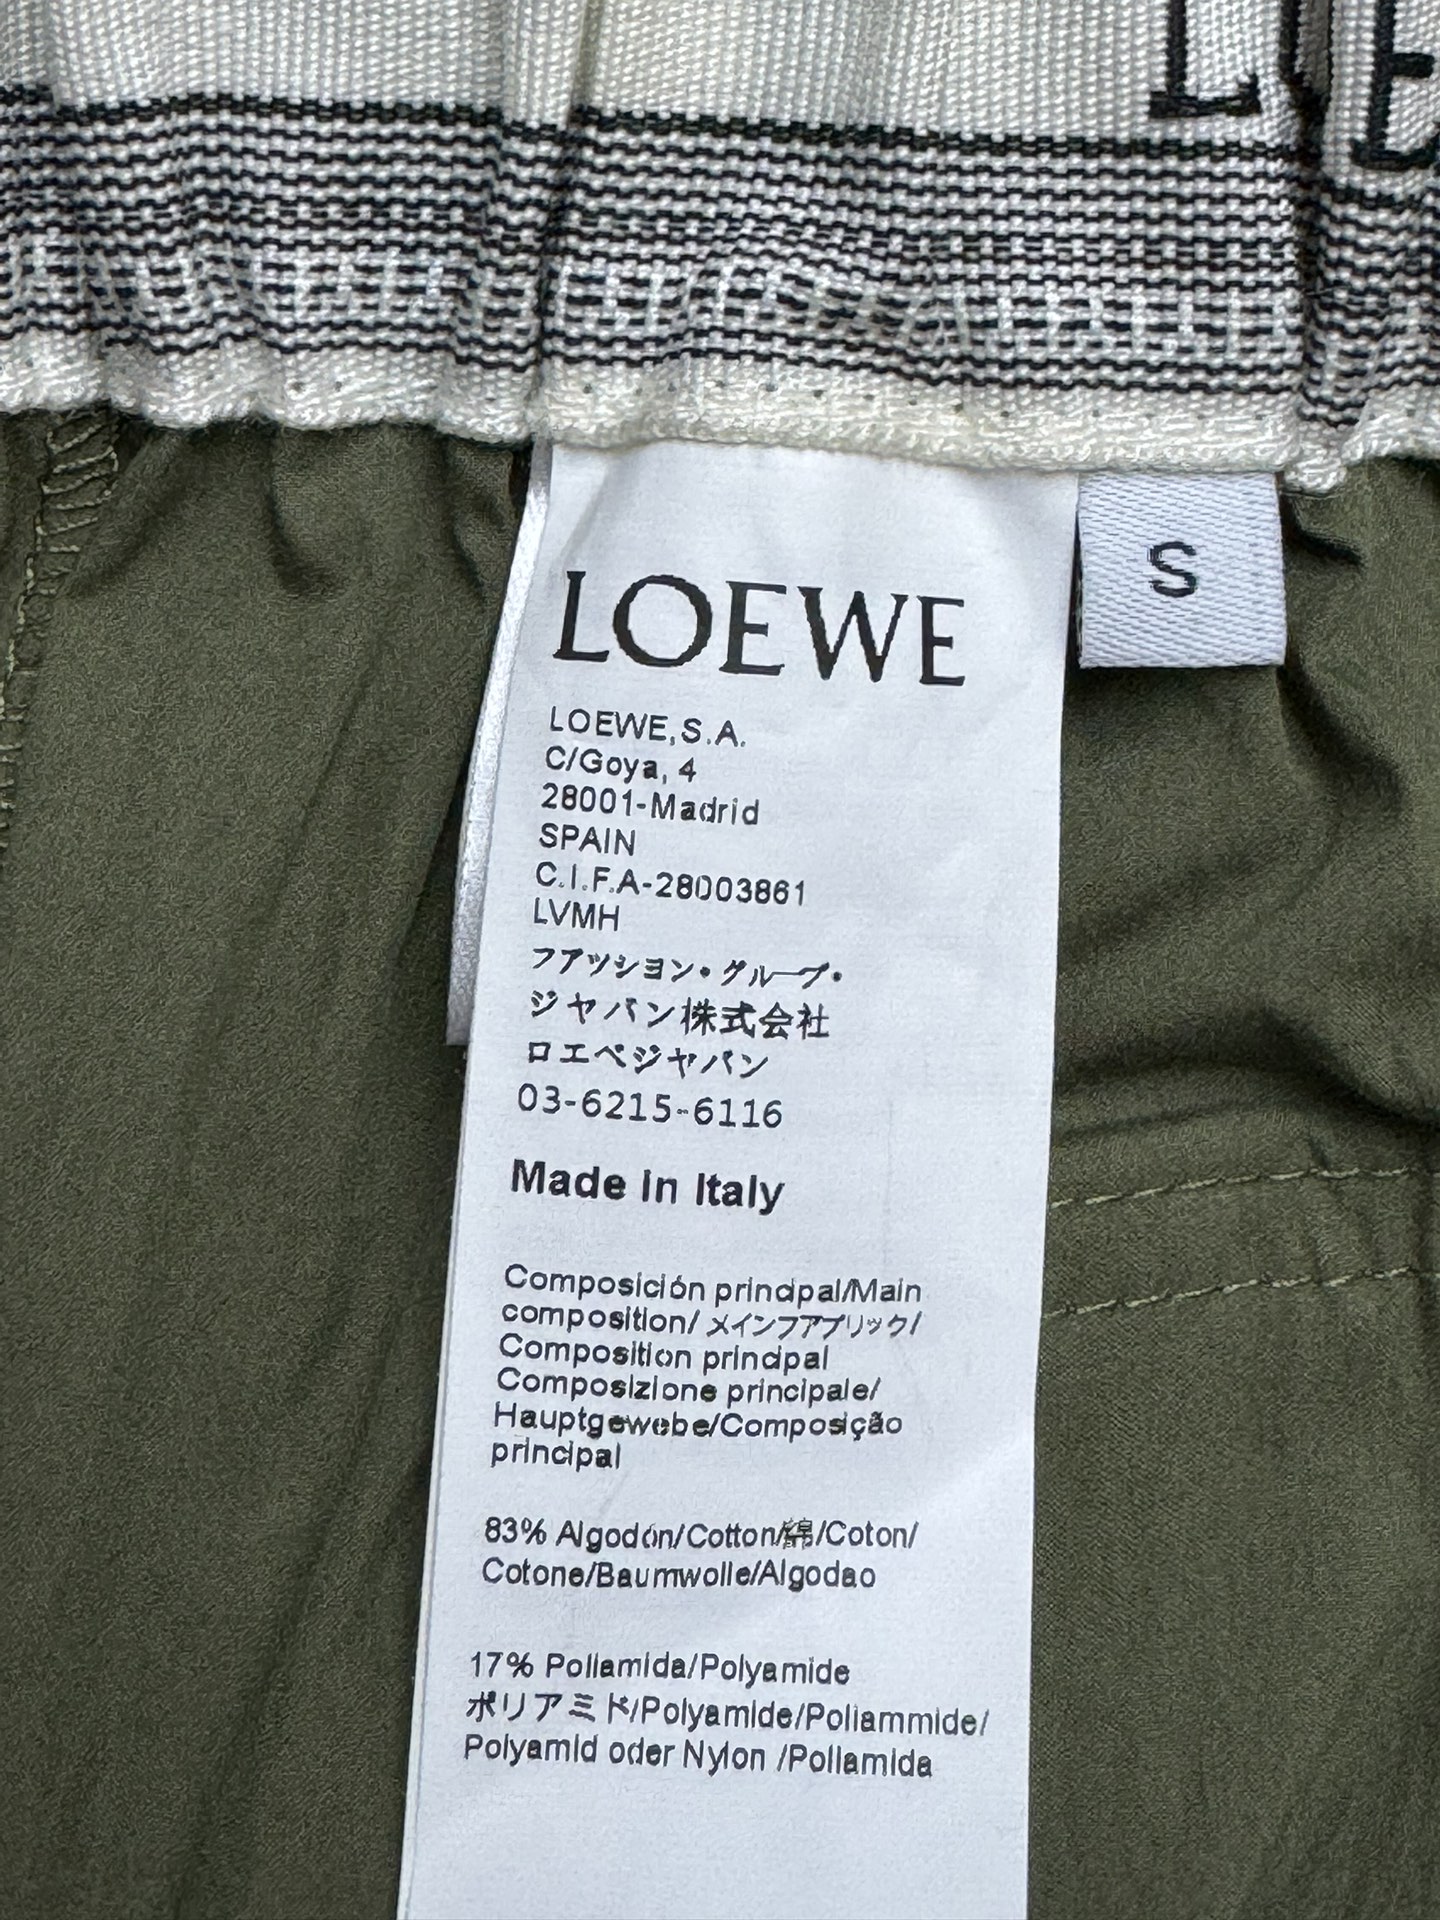 LOE
S
LOEWE
LOEWE,S.A.
C/Goya, 4
28001-Madrid
SPAIN
C.I.F.A-28003861
LVMH
フアッション・グループ・
ジャパン株式会社
ロエベジャパン
03-6215-6116
Made in Italy
Composición principal/Main
composition/メインフアブリック/
Composition principal
Composizione principale/
Hauptgewebe/Composição
principal
83% Algodón/Cotton/綿/Coton/
Cotone/Baumwolle/Algodao
17% Poliamida/Polyamide
ポリアミド/Polyamide/Poliammide/
Polyamid oder Nylon /Poliamida